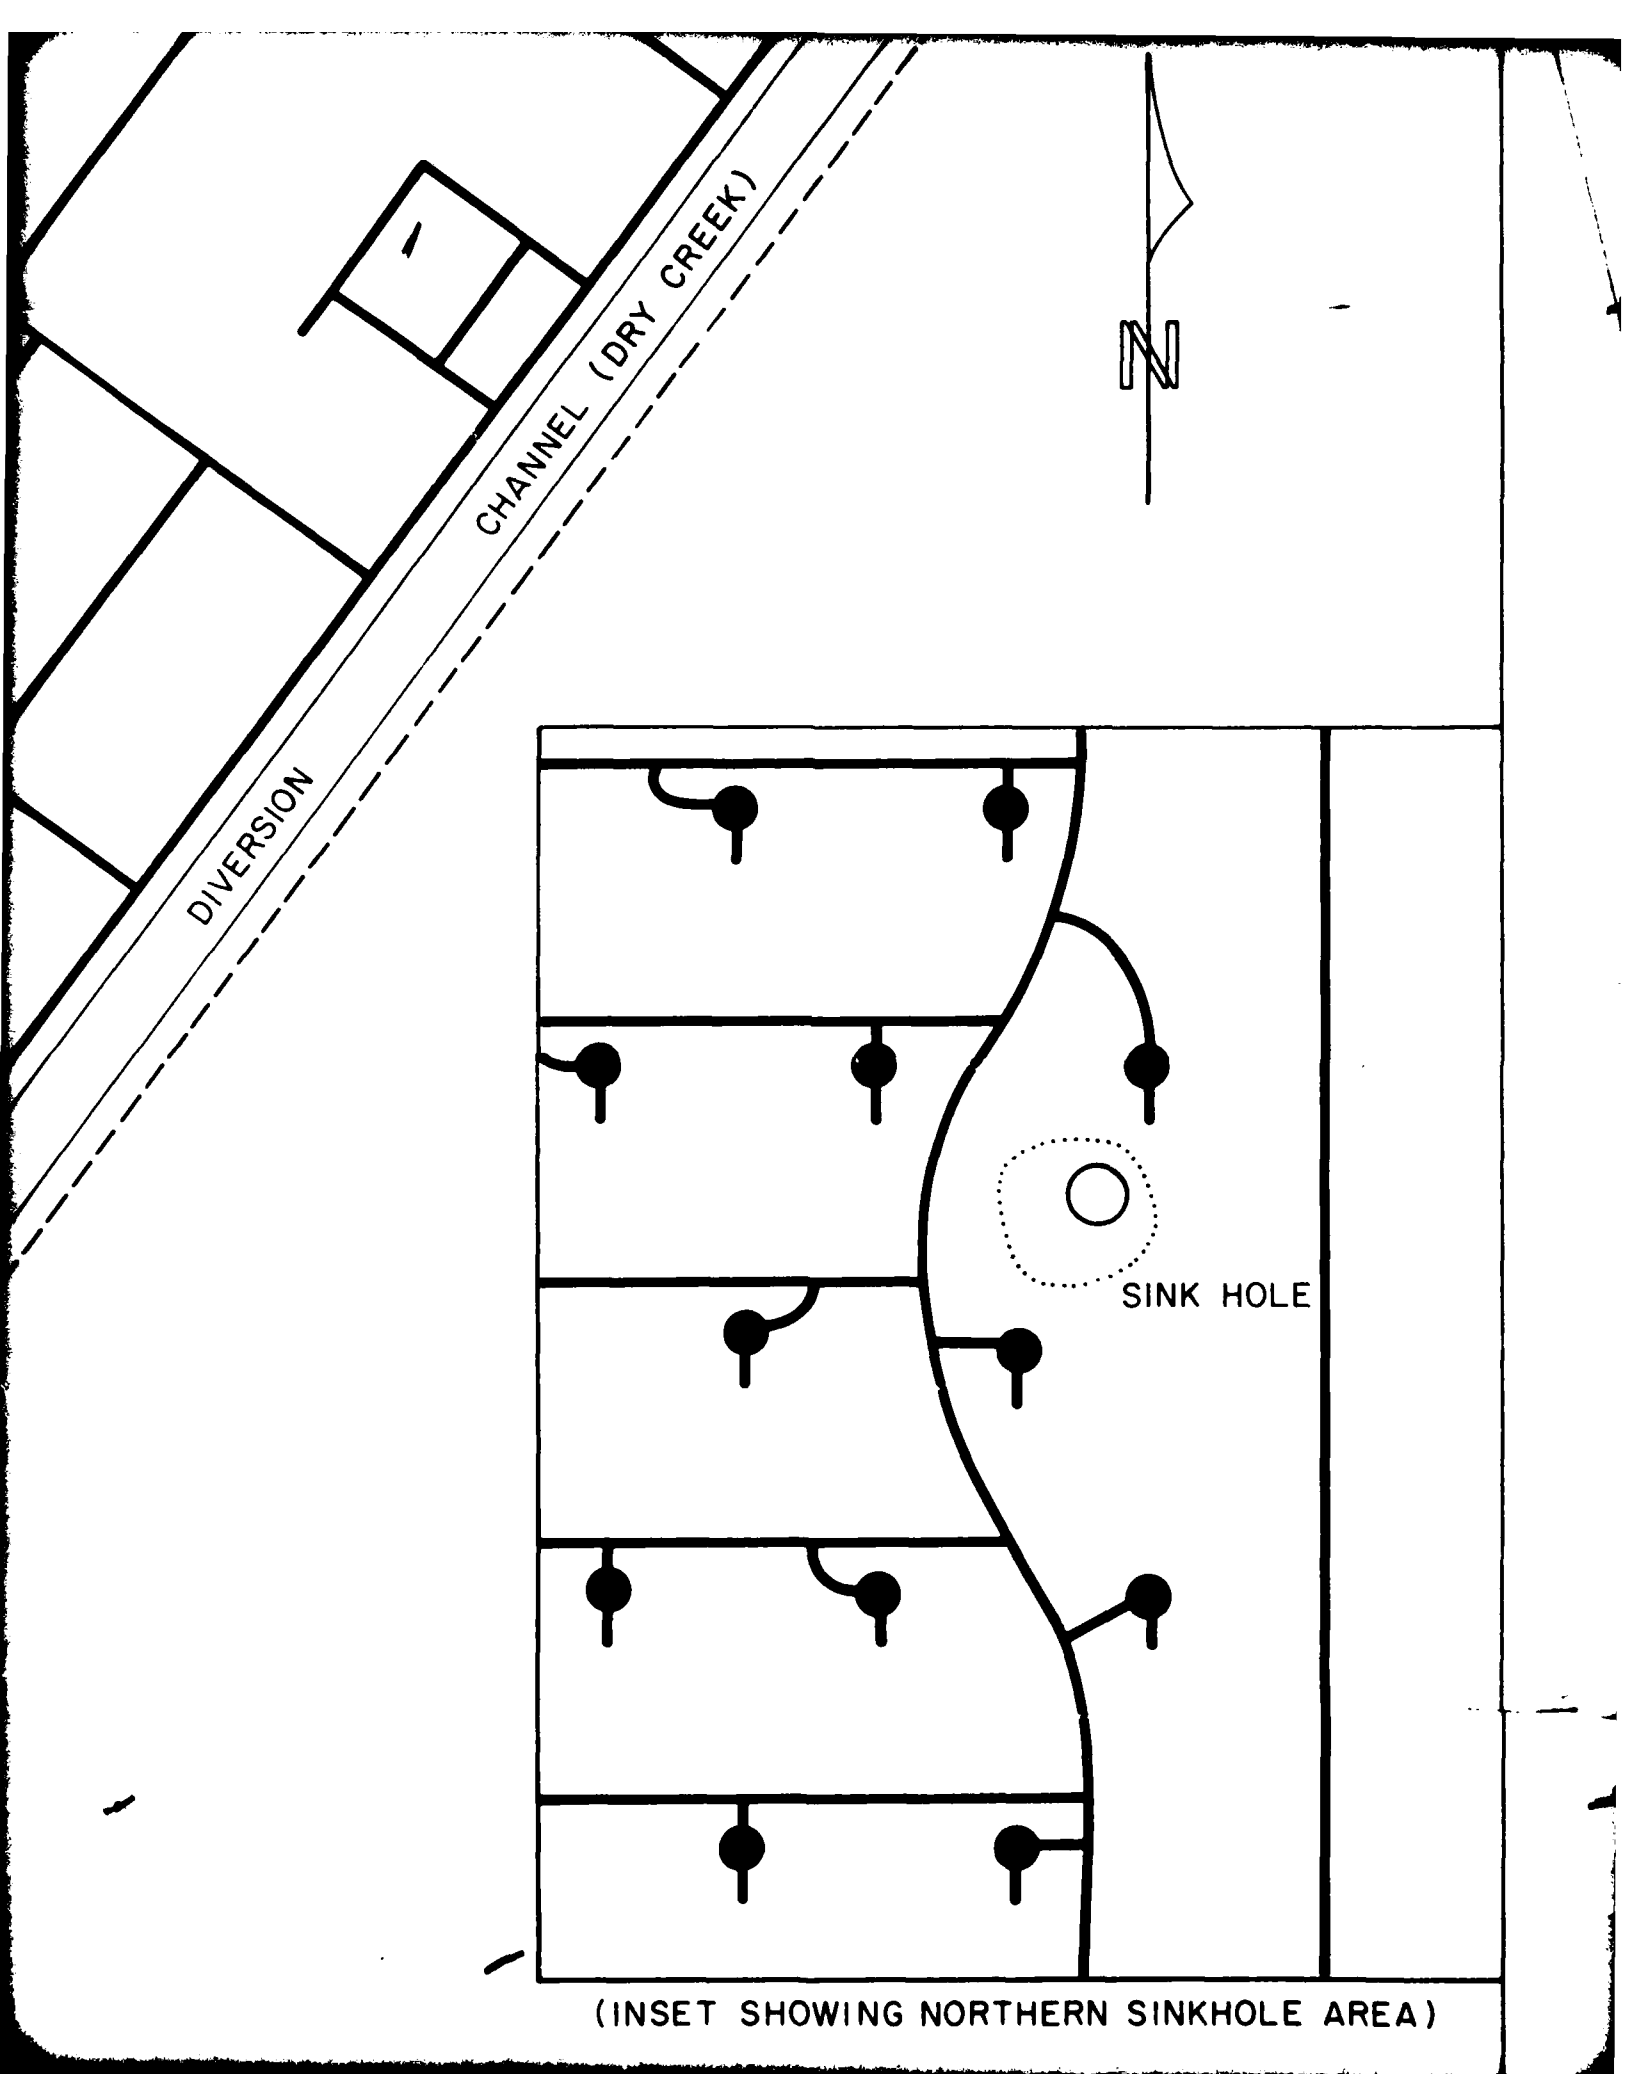 DIVERSION CHANNEL (DRY CREEK)
N
SINK HOLE
(INSET SHOWING NORTHERN SINKHOLE AREA)